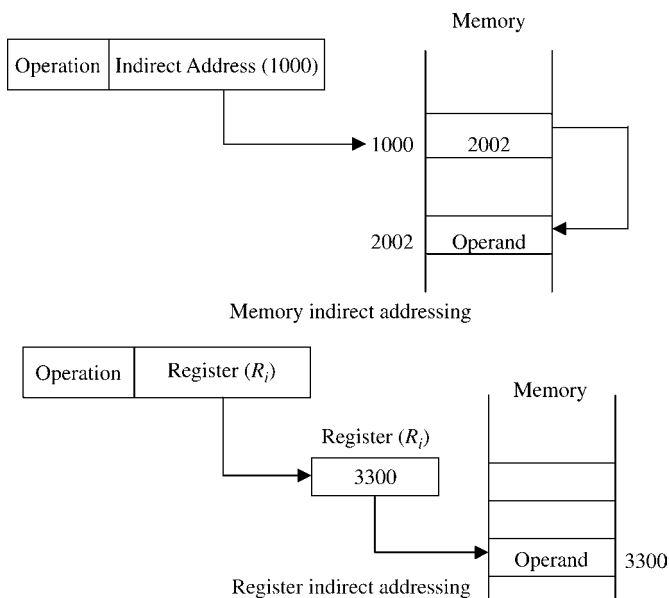 Memory
Operation Indirect Address (1000)
1000 2002
2002 Operand
Memory indirect addressing
Operation Register (Ri)
Memory
Register (Ri)
3300
Operand 3300
Register indirect addressing